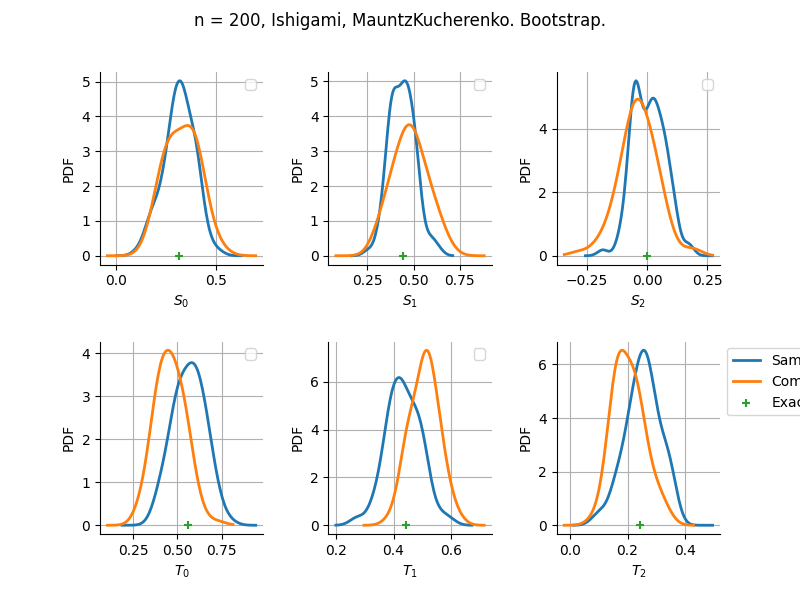 n = 200, Ishigami, MauntzKucherenko. Bootstrap.
5
4
3
2
1
0
PDF
0.0 0.5
S₀
5
4
3
2
1
0
PDF
0.25 0.50 0.75
S₁
4
2
0
PDF
−0.25 0.00 0.25
S₂
4
3
2
1
0
PDF
0.25 0.50 0.75
T₀
6
4
2
0
PDF
0.2 0.4 0.6
T₁
6
4
2
0
PDF
0.0 0.2 0.4
T₂
Sam
Com
Exac